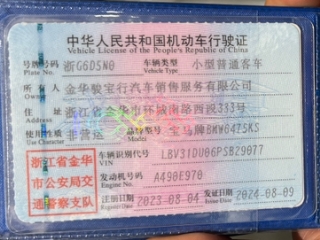 中华人民共和国机动车行驶证
Vehicle License of the People's Republic of China
号牌号码 浙G6D5N0 车辆类型 小型普通客车
Plate No. Vehicle Type
所有人 金华骏宝行汽车销售服务有限公司
Owner
住址 浙江省金华市环城南路西段333号
Address
使用性质 非营运 品牌型号 宝马牌BMW6475KS
Use Character Model
浙江省金华
市公安局交
通警察支队
车辆识别代号 LBV31DU06PSB29077
VIN
发动机号码 A490E970
Engine No.
注册日期 2023-08-04 发证日期 2024-08-09
Register Date Issue Date